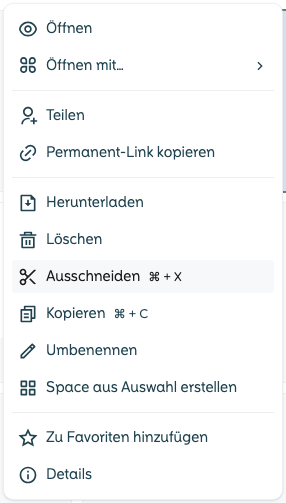 Öffnen
Öffnen mit…
Teilen
Permanent-Link kopieren
Herunterladen
Löschen
Ausschneiden ⌘ + X
Kopieren ⌘ + C
Umbenennen
Space aus Auswahl erstellen
Zu Favoriten hinzufügen
Details